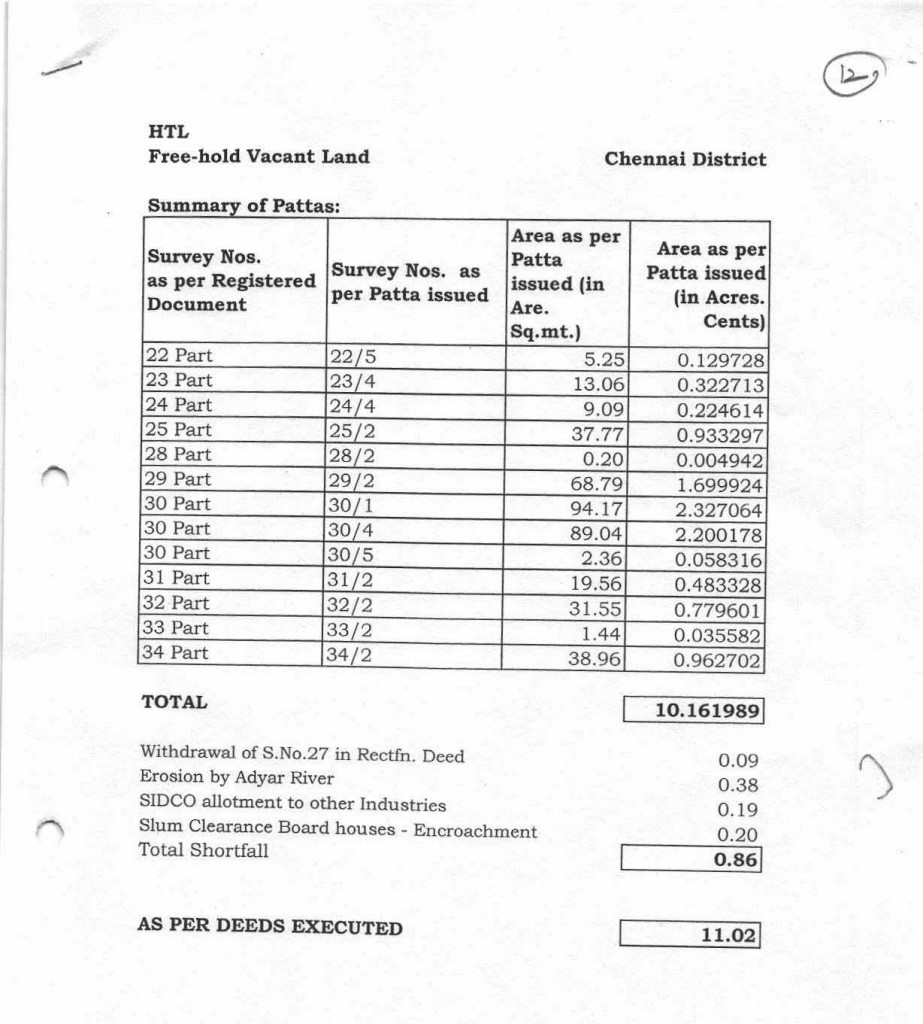 12
HTL
Free-hold Vacant Land Chennai District
Summary of Pattas:
Survey Nos. as per Registered Document | Survey Nos. as per Patta issued | Area as per Patta issued (in Are. Sq.mt.) | Area as per Patta issued (in Acres. Cents)
22 Part 22/5 5.25 0.129728
23 Part 23/4 13.06 0.322713
24 Part 24/4 9.09 0.224614
25 Part 25/2 37.77 0.933297
28 Part 28/2 0.20 0.004942
29 Part 29/2 68.79 1.699924
30 Part 30/1 94.17 2.327064
30 Part 30/4 89.04 2.200178
30 Part 30/5 2.36 0.058316
31 Part 31/2 19.56 0.483328
32 Part 32/2 31.55 0.779601
33 Part 33/2 1.44 0.035582
34 Part 34/2 38.96 0.962702
TOTAL 10.161989
Withdrawal of S.No.27 in Rectfn. Deed 0.09
Erosion by Adyar River 0.38
SIDCO allotment to other Industries 0.19
Slum Clearance Board houses - Encroachment 0.20
Total Shortfall 0.86
AS PER DEEDS EXECUTED 11.02